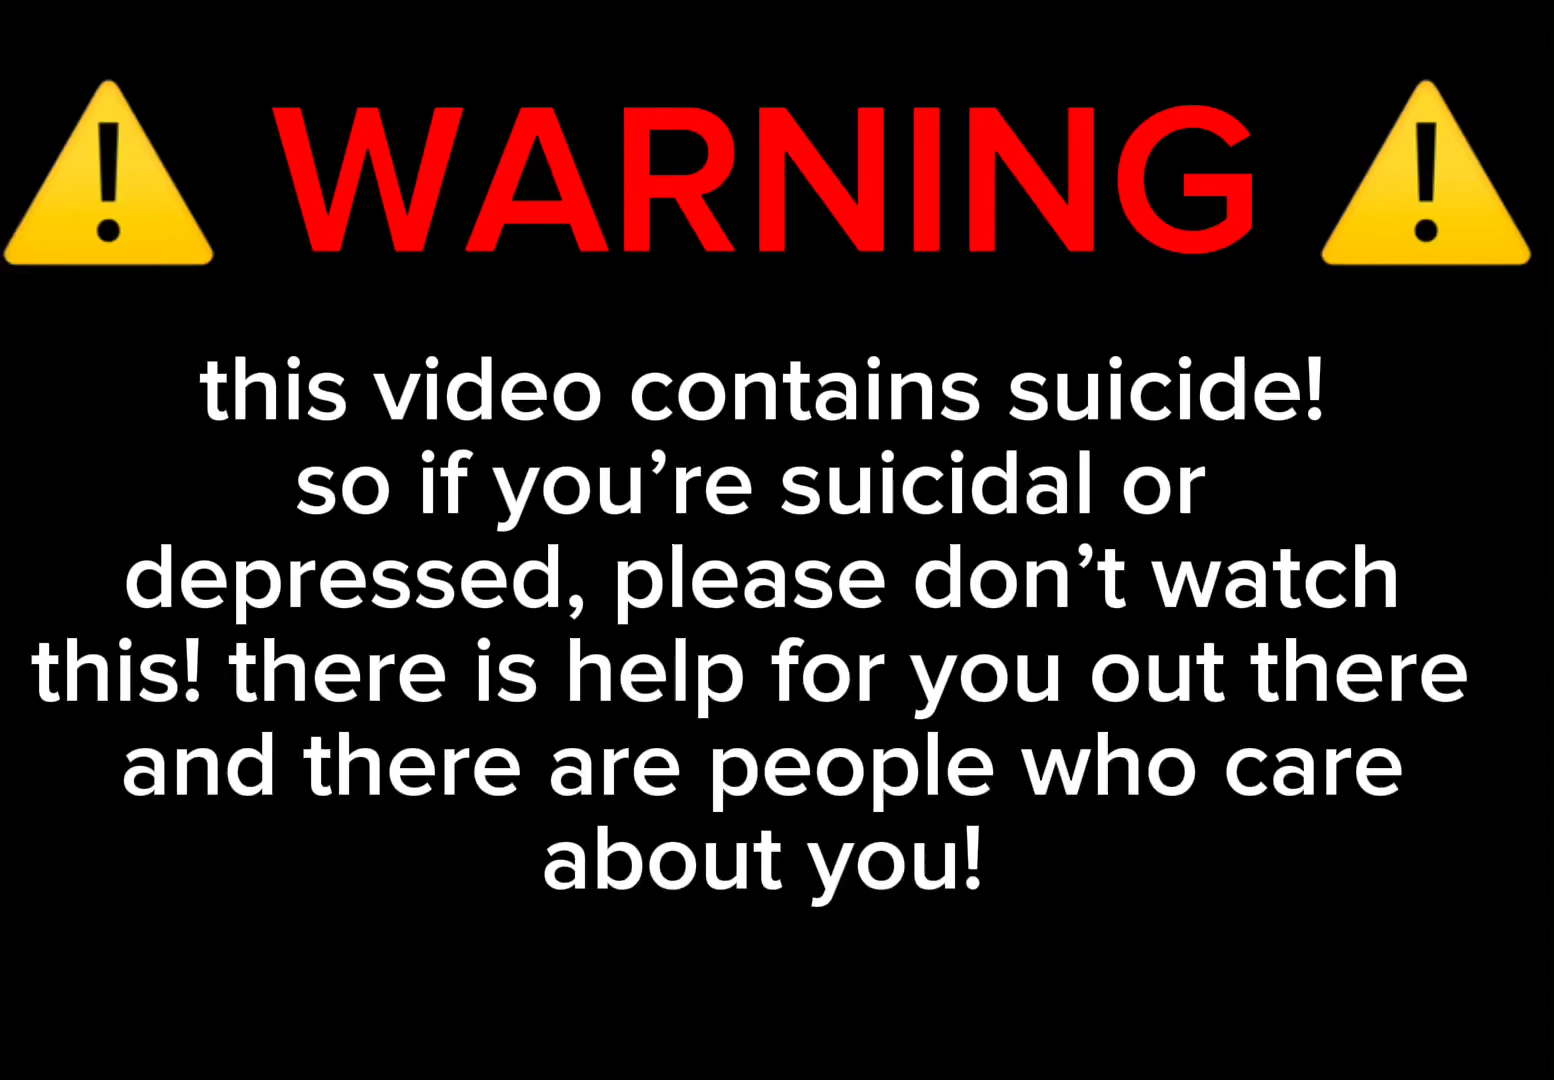 WARNING
this video contains suicide!
so if you’re suicidal or
depressed, please don’t watch
this! there is help for you out there
and there are people who care
about you!